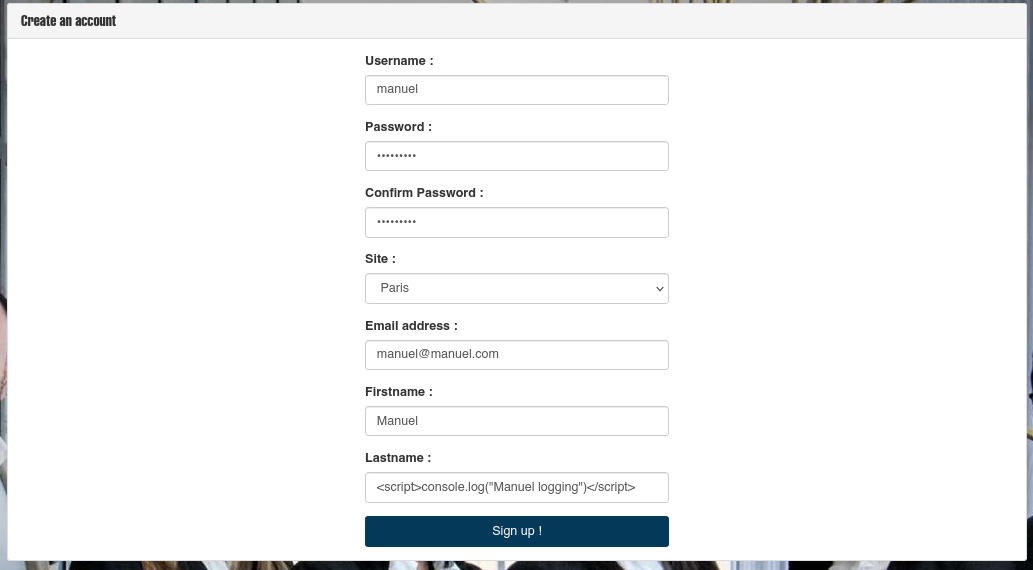 Create an account
Username :
manuel
Password :
•••••••••
Confirm Password :
•••••••••
Site :
Paris
Email address :
manuel@manuel.com
Firstname :
Manuel
Lastname :
<script>console.log("Manuel logging")</script>
Sign up !